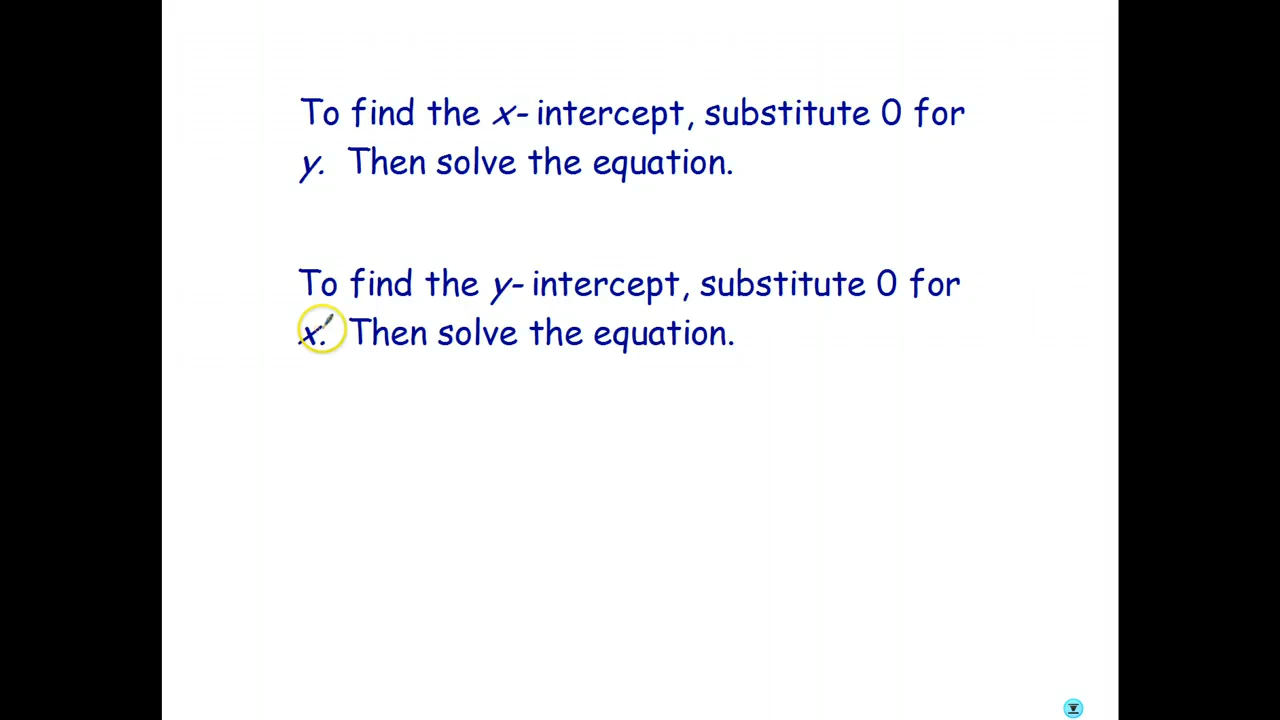 To find the x- intercept, substitute 0 for
y. Then solve the equation.
To find the y- intercept, substitute 0 for
x. Then solve the equation.